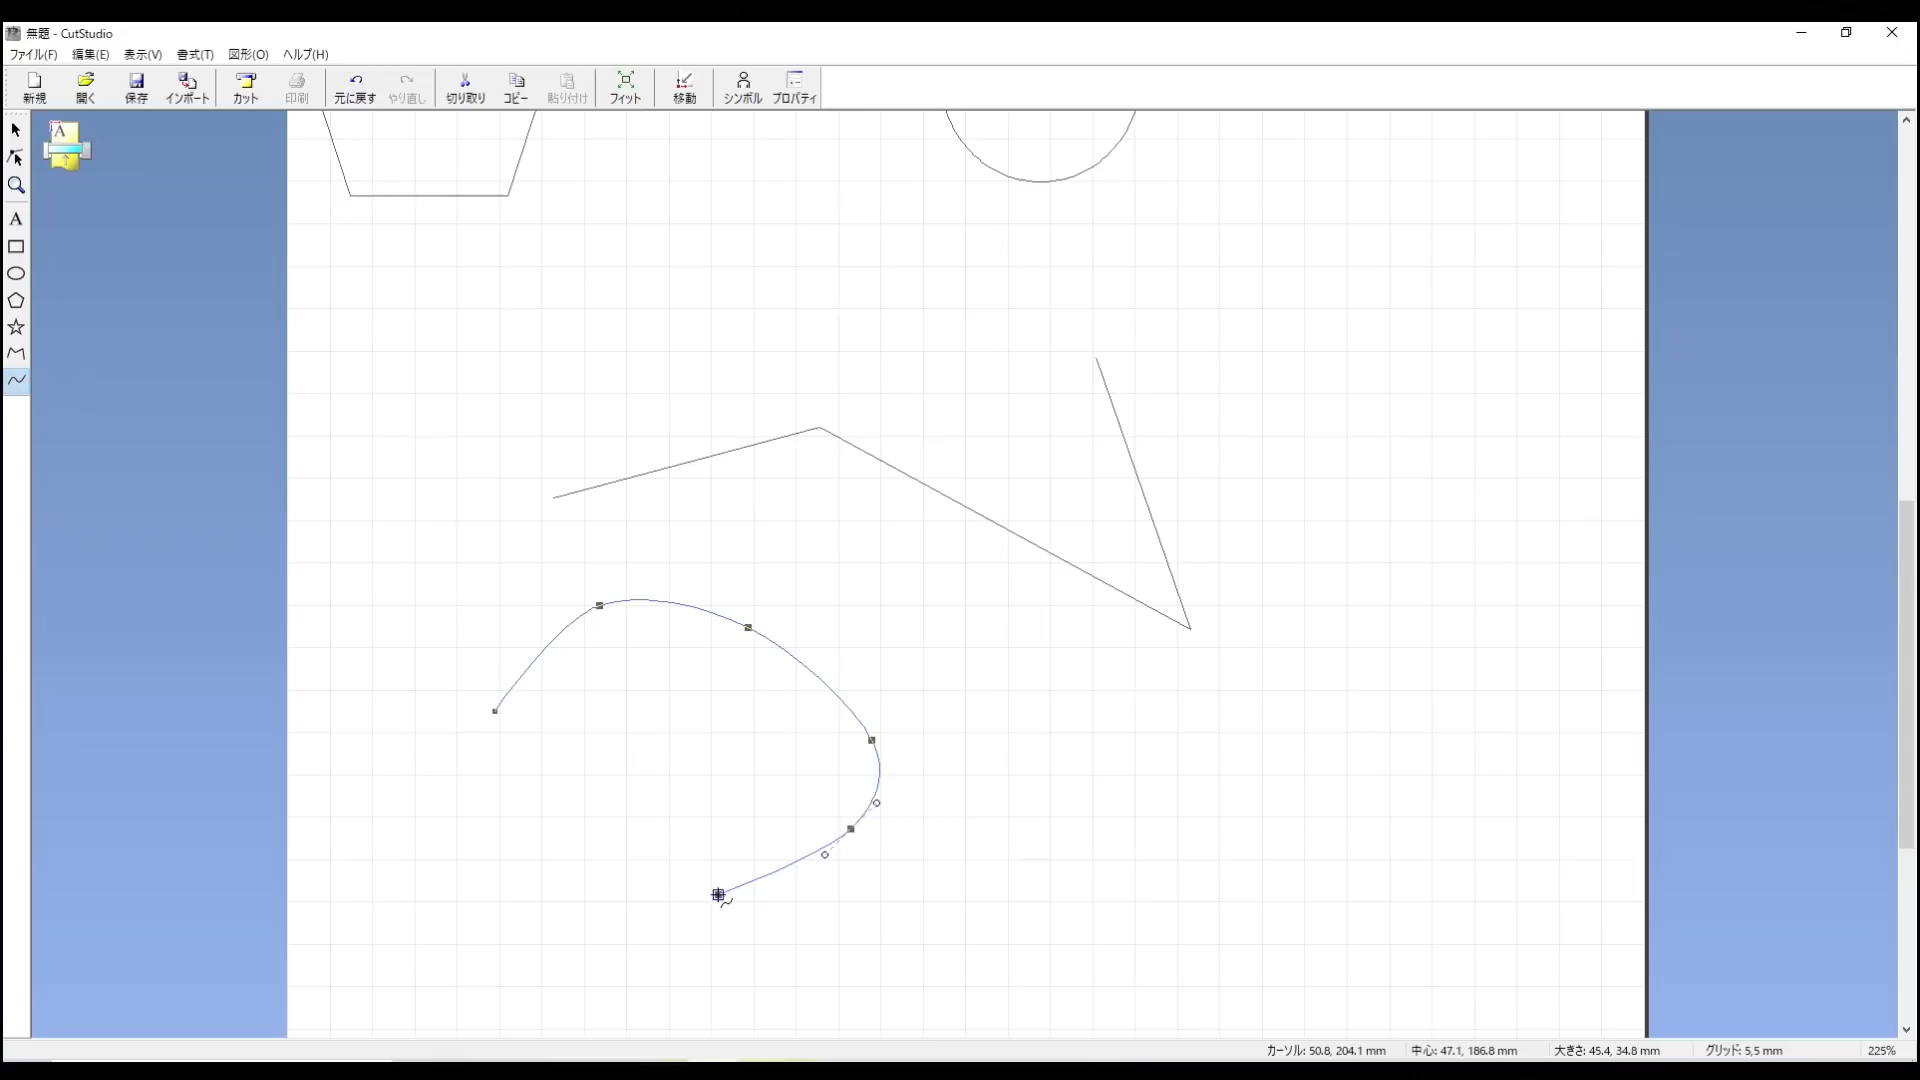 無題 - CutStudio
ファイル(F) 編集(E) 表示(V) 書式(T) 図形(O) ヘルプ(H)
新規 開く 保存 インポート カット 印刷 元に戻す やり直し 切り取り コピー 貼り付け フィット 移動 シンボル プロパティ
A
A
カーソル: 50.8, 204.1 mm 中心: 47.1, 186.8 mm 大きさ: 45.4, 34.8 mm グリッド: 5,5 mm 225%